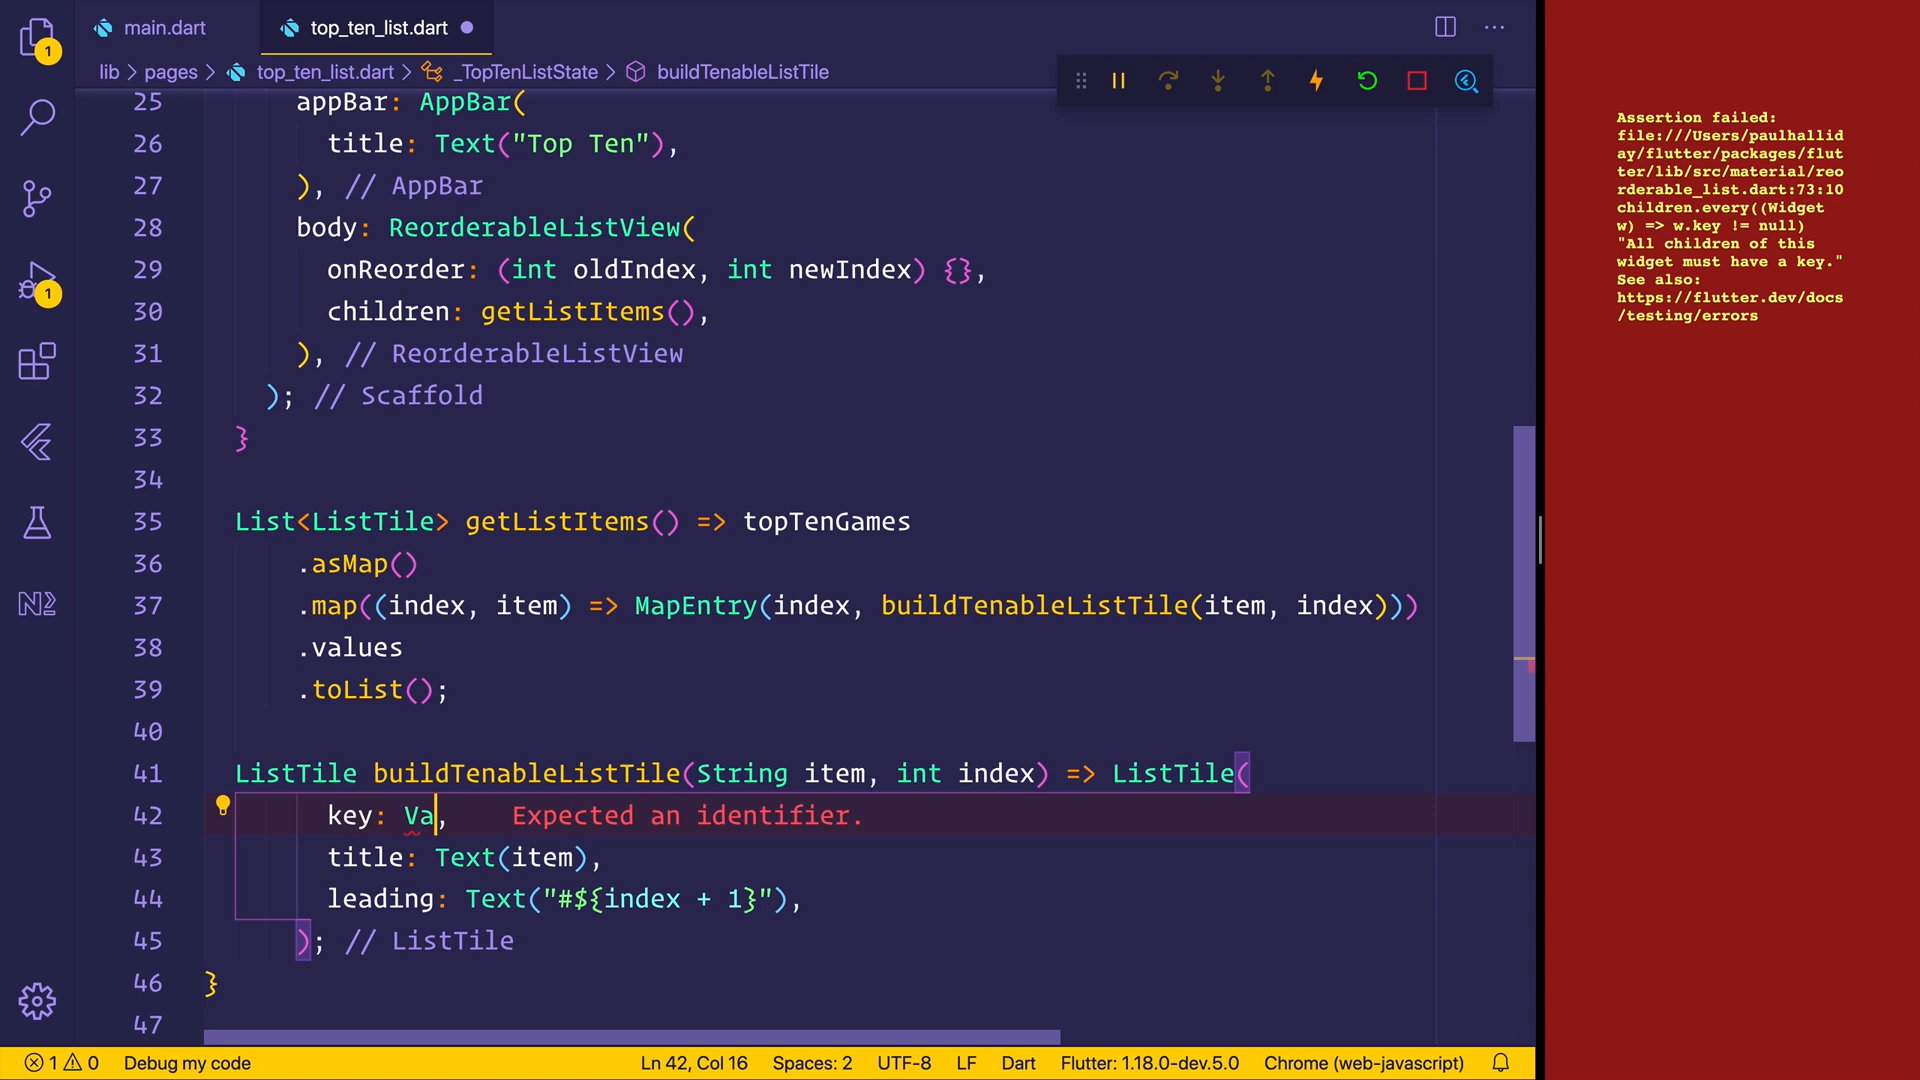 main.dart
top_ten_list.dart
lib > pages > top_ten_list.dart > _TopTenListState > buildTenableListTile
25 appBar: AppBar(
26 title: Text("Top Ten"),
27 ), // AppBar
28 body: ReorderableListView(
29 onReorder: (int oldIndex, int newIndex) {},
30 children: getListItems(),
31 ), // ReorderableListView
32 ); // Scaffold
33 }
34
35 List<ListTile> getListItems() => topTenGames
36 .asMap()
37 .map((index, item) => MapEntry(index, buildTenableListTile(item, index)))
38 .values
39 .toList();
40
41 ListTile buildTenableListTile(String item, int index) => ListTile(
42 key: Va, Expected an identifier.
43 title: Text(item),
44 leading: Text("#${index + 1}"),
45 ); // ListTile
46 }
47
1
1
N
Assertion failed:
file:///Users/paulhallid
ay/flutter/packages/flut
ter/lib/src/material/reo
rderable_list.dart:73:10
children.every((Widget
w) => w.key != null)
"All children of this
widget must have a key."
See also:
https://flutter.dev/docs
/testing/errors
1 0 Debug my code Ln 42, Col 16 Spaces: 2 UTF-8 LF Dart Flutter: 1.18.0-dev.5.0 Chrome (web-javascript)